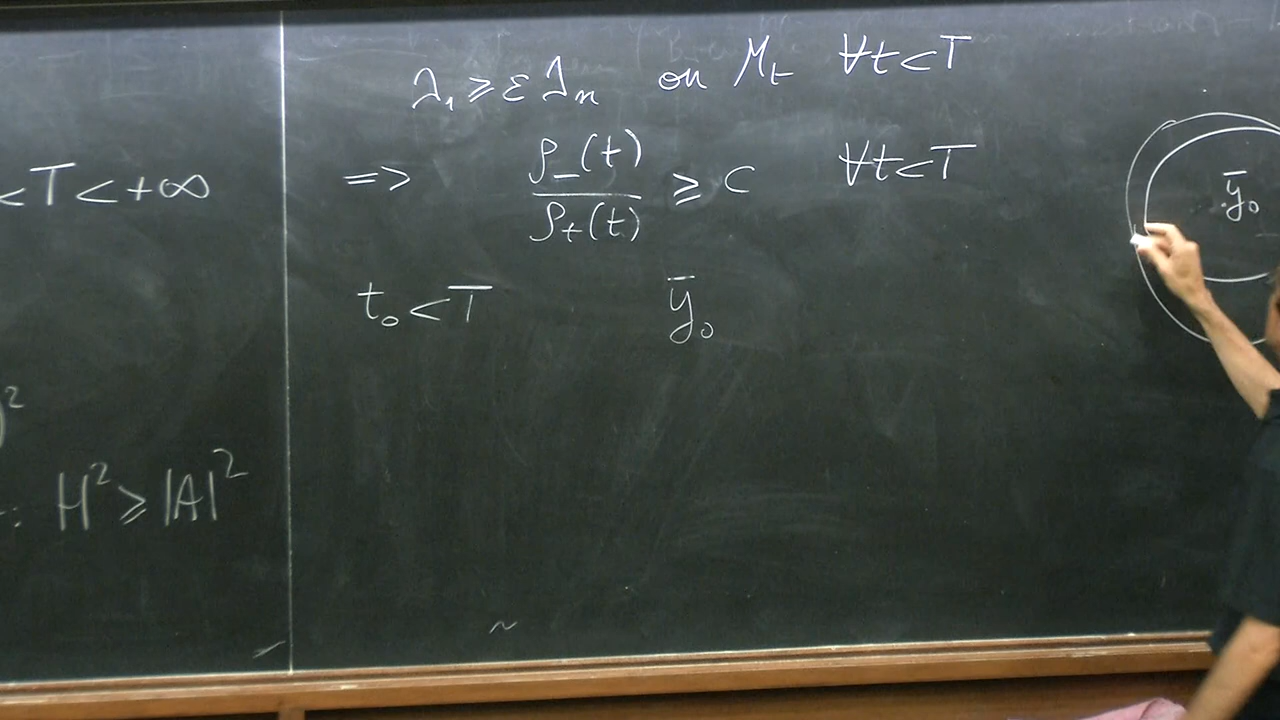 < T < +∞
)²
: H² ⩾ |A|²
λ₁ ⩾ ε λₙ on Mₜ ∀t<T
=> ρ₋(t) / ρ₊(t) ⩾ c ∀t<T
t₀ < T ȳ₀
ȳ₀